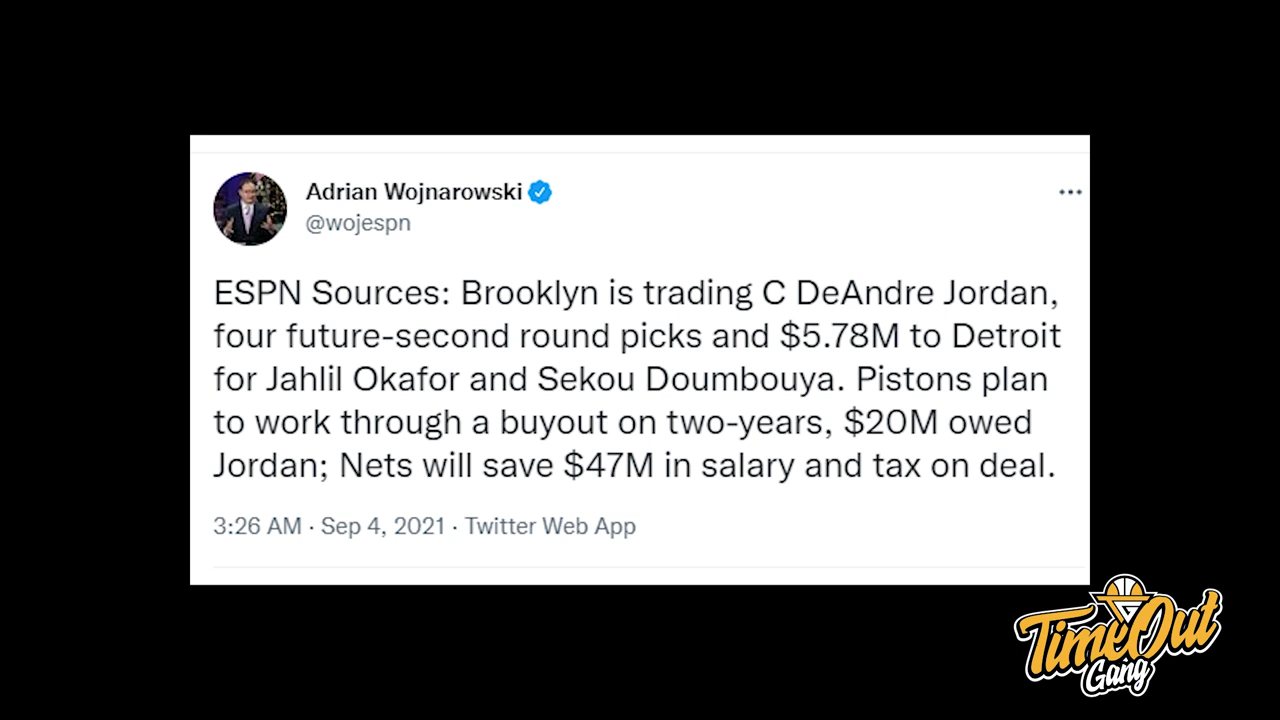 Adrian Wojnarowski
@wojespn
ESPN Sources: Brooklyn is trading C DeAndre Jordan,
four future-second round picks and $5.78M to Detroit
for Jahlil Okafor and Sekou Doumbouya. Pistons plan
to work through a buyout on two-years, $20M owed
Jordan; Nets will save $47M in salary and tax on deal.
3:26 AM · Sep 4, 2021 · Twitter Web App
TimeOut
Gang